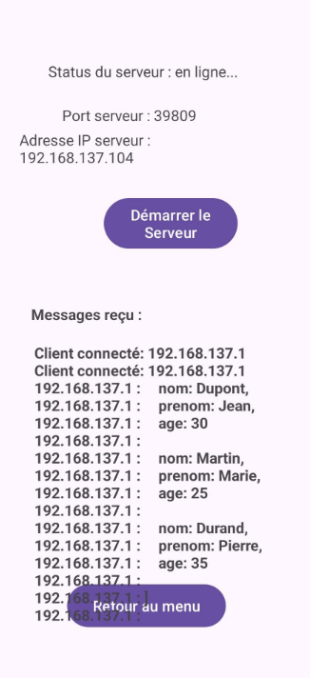 Status du serveur : en ligne...
Port serveur : 39809
Adresse IP serveur :
192.168.137.104
Démarrer le
Serveur
Messages reçu :
Client connecté: 192.168.137.1
Client connecté: 192.168.137.1
192.168.137.1 : nom: Dupont,
192.168.137.1 : prenom: Jean,
192.168.137.1 : age: 30
192.168.137.1 :
192.168.137.1 : nom: Martin,
192.168.137.1 : prenom: Marie,
192.168.137.1 : age: 25
192.168.137.1 :
192.168.137.1 : nom: Durand,
192.168.137.1 : prenom: Pierre,
192.168.137.1 : age: 35
192.168.137.1 :
192.168.137.1 : ]
192.168.137.1 :
Retour au menu